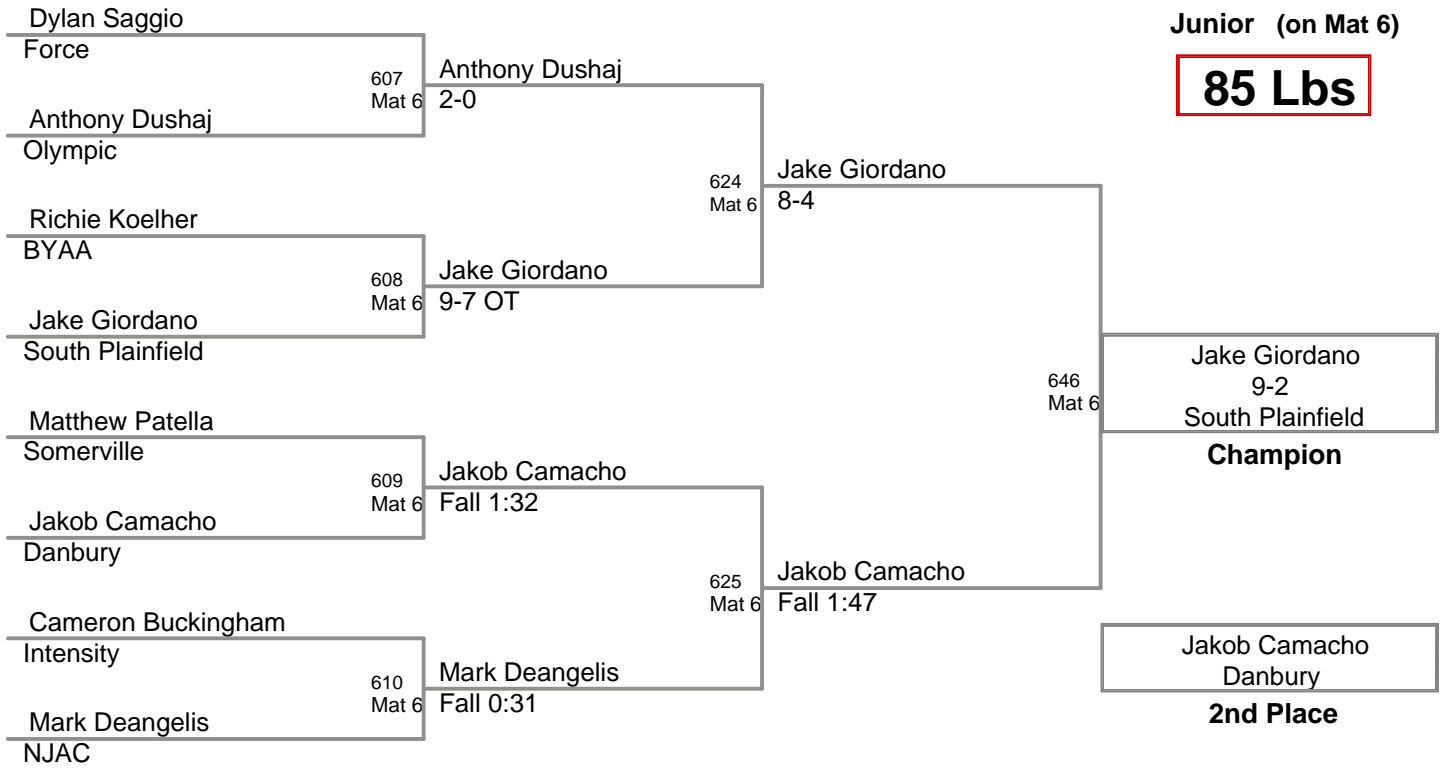 Junior (on Mat 6)
85 Lbs
Dylan Saggio
Force
607
Mat 6
Anthony Dushaj
2-0
Anthony Dushaj
Olympic
624
Mat 6
Jake Giordano
8-4
Richie Koelher
BYAA
608
Mat 6
Jake Giordano
9-7 OT
Jake Giordano
South Plainfield
646
Mat 6
Jake Giordano
9-2
South Plainfield
Champion
Matthew Patella
Somerville
609
Mat 6
Jakob Camacho
Fall 1:32
Jakob Camacho
Danbury
625
Mat 6
Jakob Camacho
Fall 1:47
Cameron Buckingham
Intensity
610
Mat 6
Mark Deangelis
Fall 0:31
Mark Deangelis
NJAC
Jakob Camacho
Danbury
2nd Place